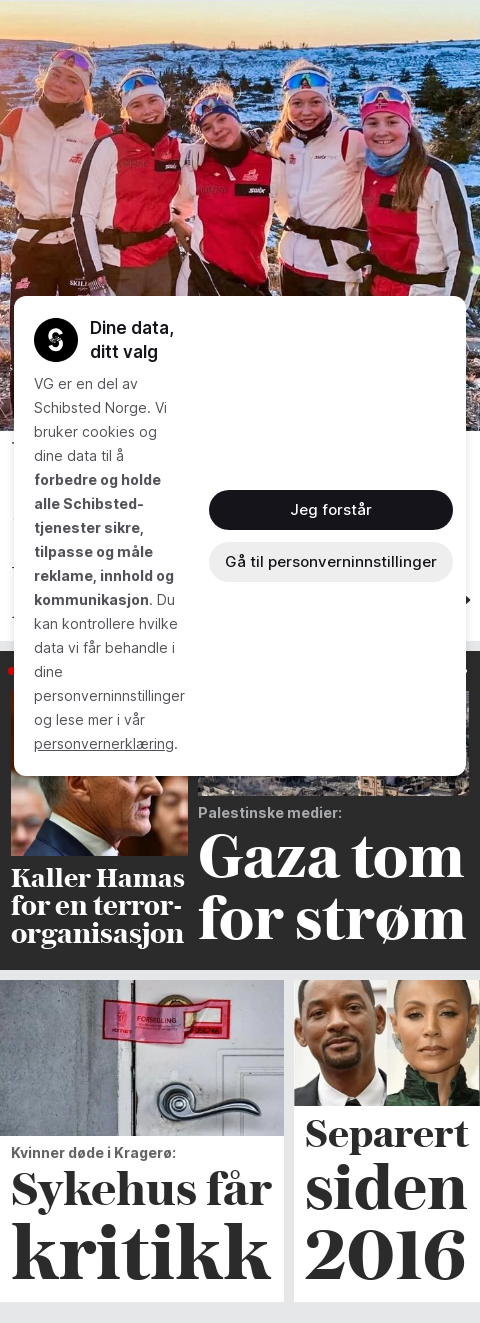 Dine data,
ditt valg
VG er en del av
Schibsted Norge. Vi
bruker cookies og
dine data til å
forbedre og holde
alle Schibsted-
tjenester sikre,
tilpasse og måle
reklame, innhold og
kommunikasjon. Du
kan kontrollere hvilke
data vi får behandle i
dine
personverninnstillinger
og lese mer i vår
personvernerklæring.
Jeg forstår
Gå til personverninnstillinger
Kaller Hamas
for en terror-
organisasjon
Palestinske medier:
Gaza tom
for strøm
FORSEGLING
Kvinner døde i Kragerø:
Sykehus får
kritikk
Separert
siden
2016